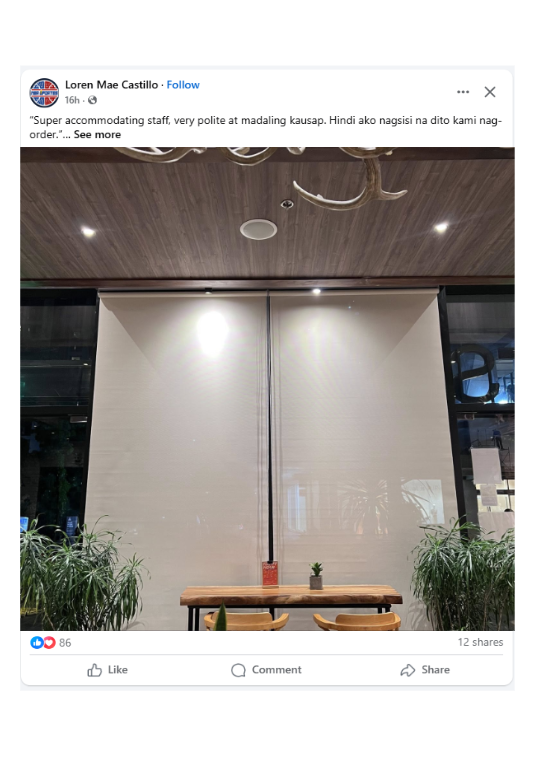 Loren Mae Castillo · Follow
16h ·
"Super accommodating staff, very polite at madaling kausap. Hindi ako nagsisi na dito kami nag-
order."... See more
86
12 shares
Like
Comment
Share